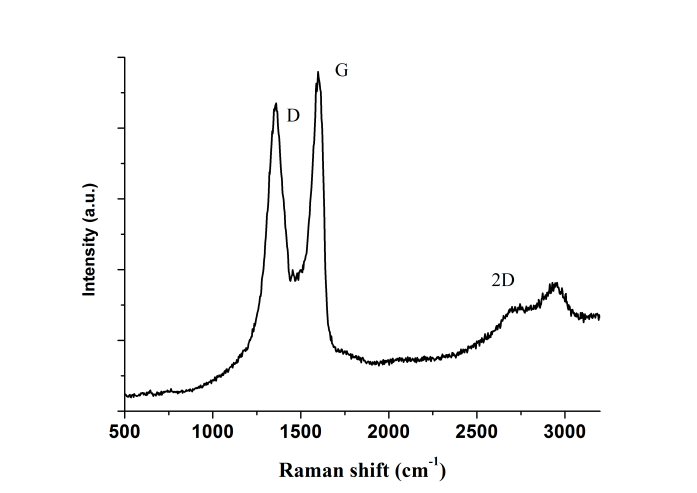 G
D
2D
Intensity (a.u.)
500 1000 1500 2000 2500 3000
Raman shift (cm⁻¹)